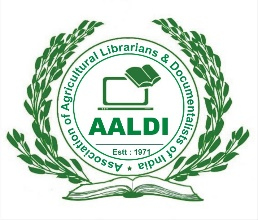 Association of Agricultural Librarians & Documentalists of India
AALDI
Estt : 1971